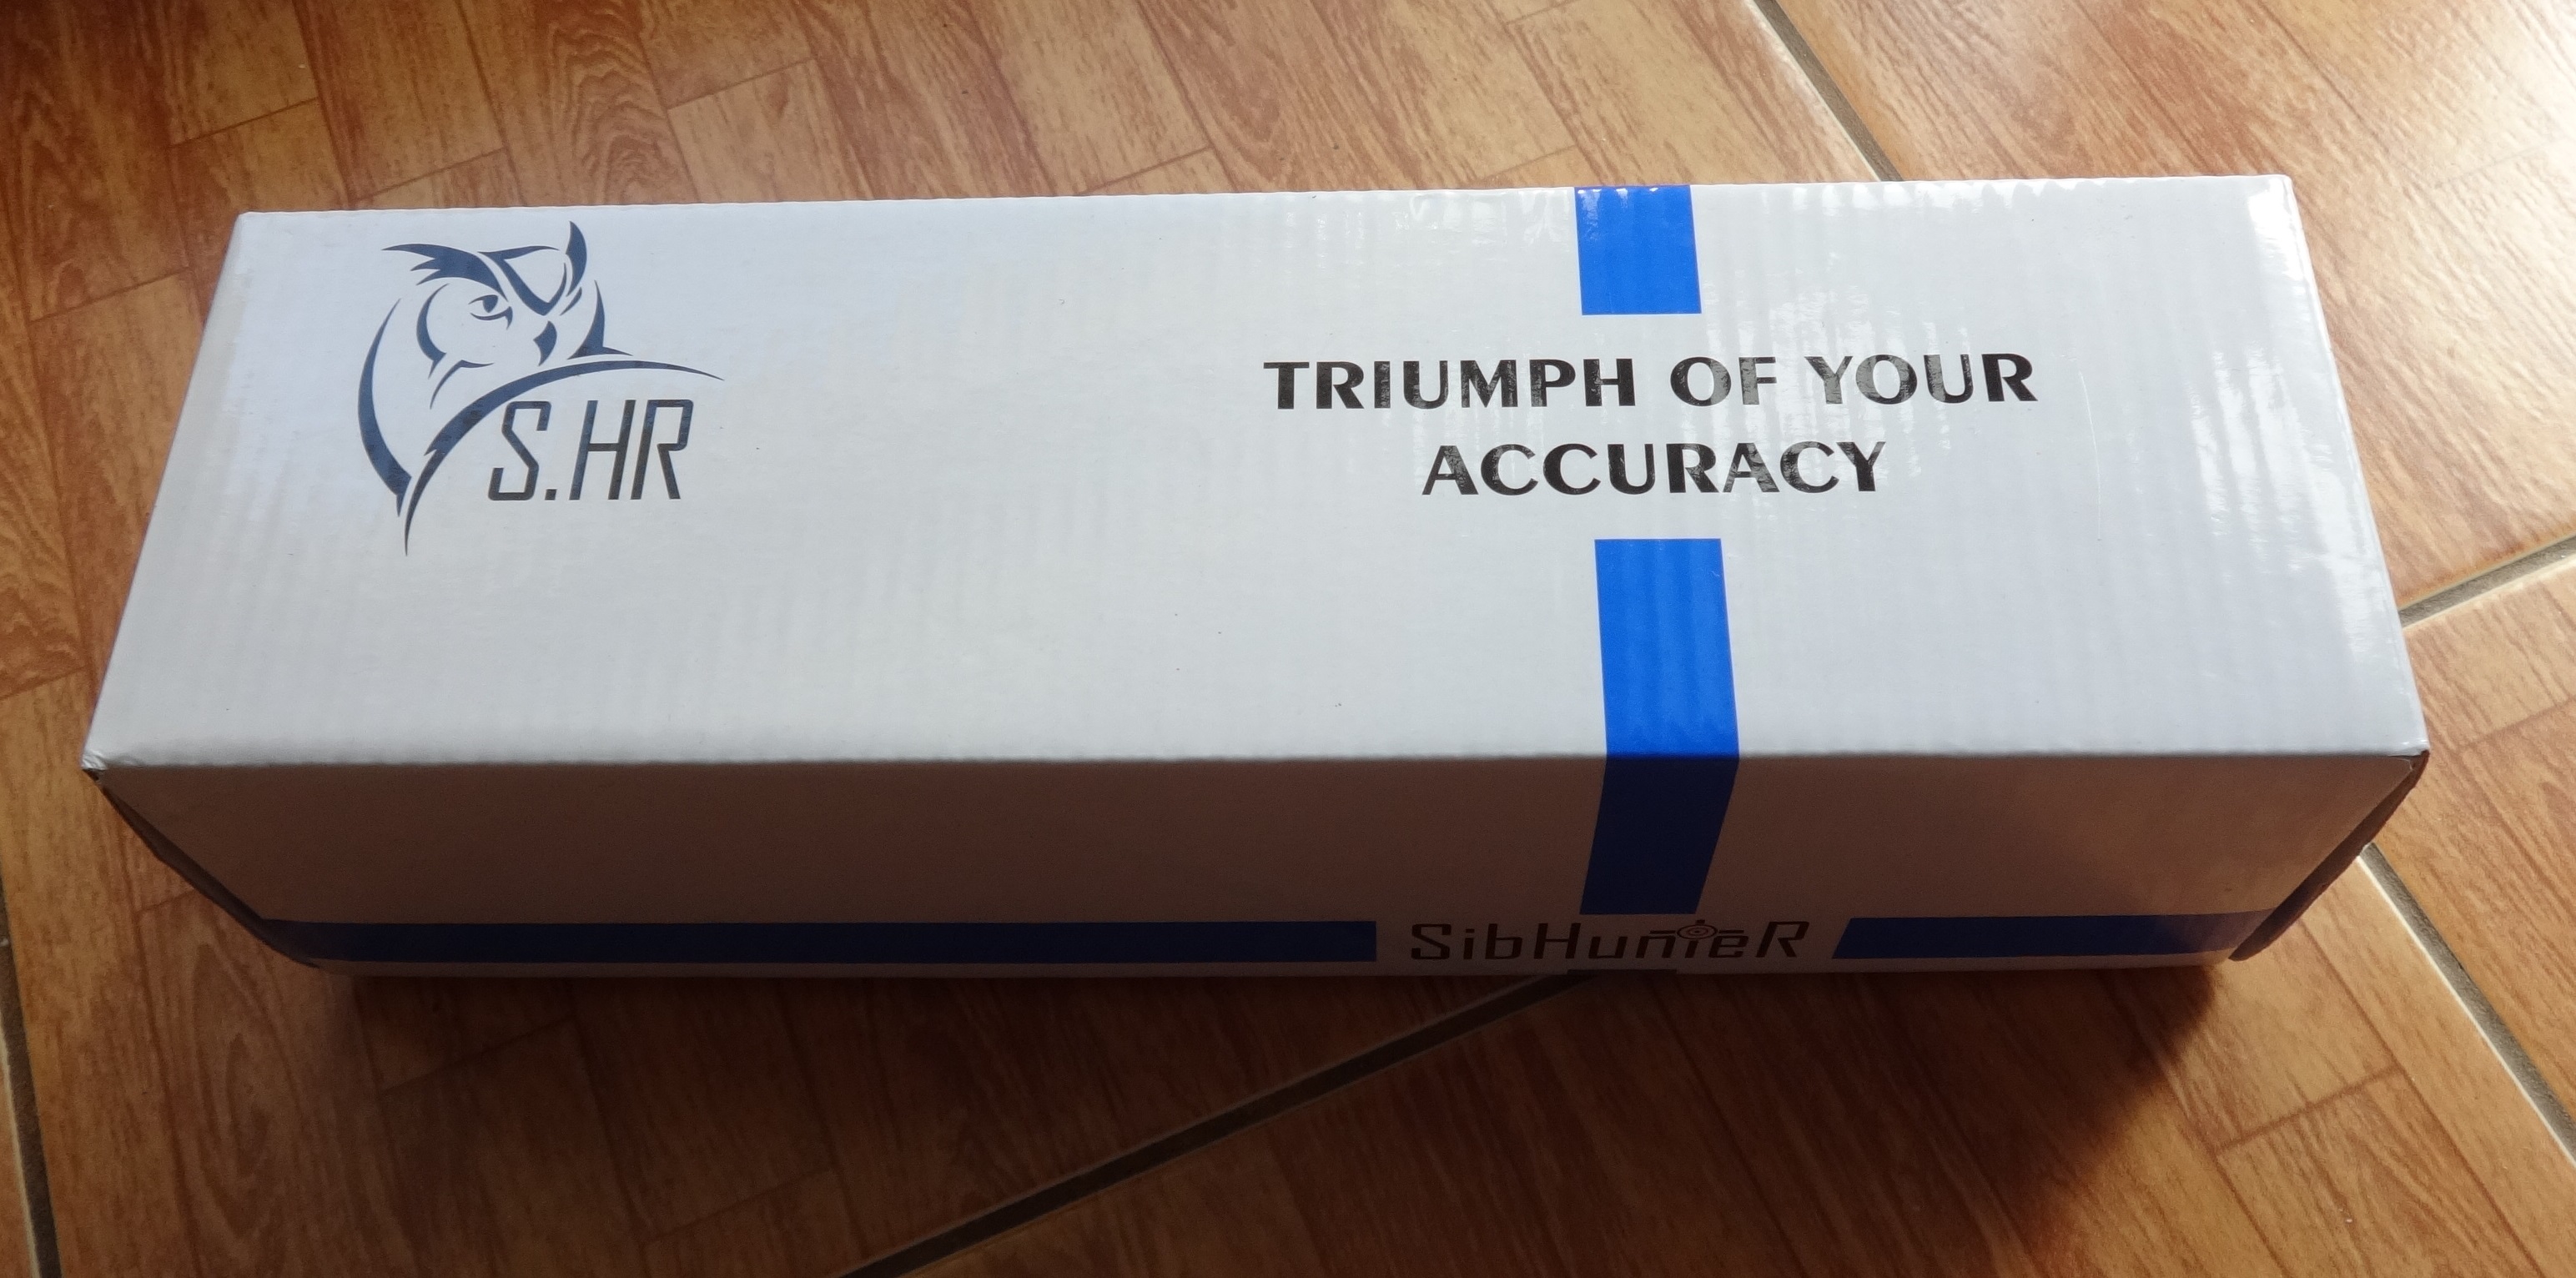 S.HR
TRIUMPH OF YOUR
ACCURACY
SibHunteR